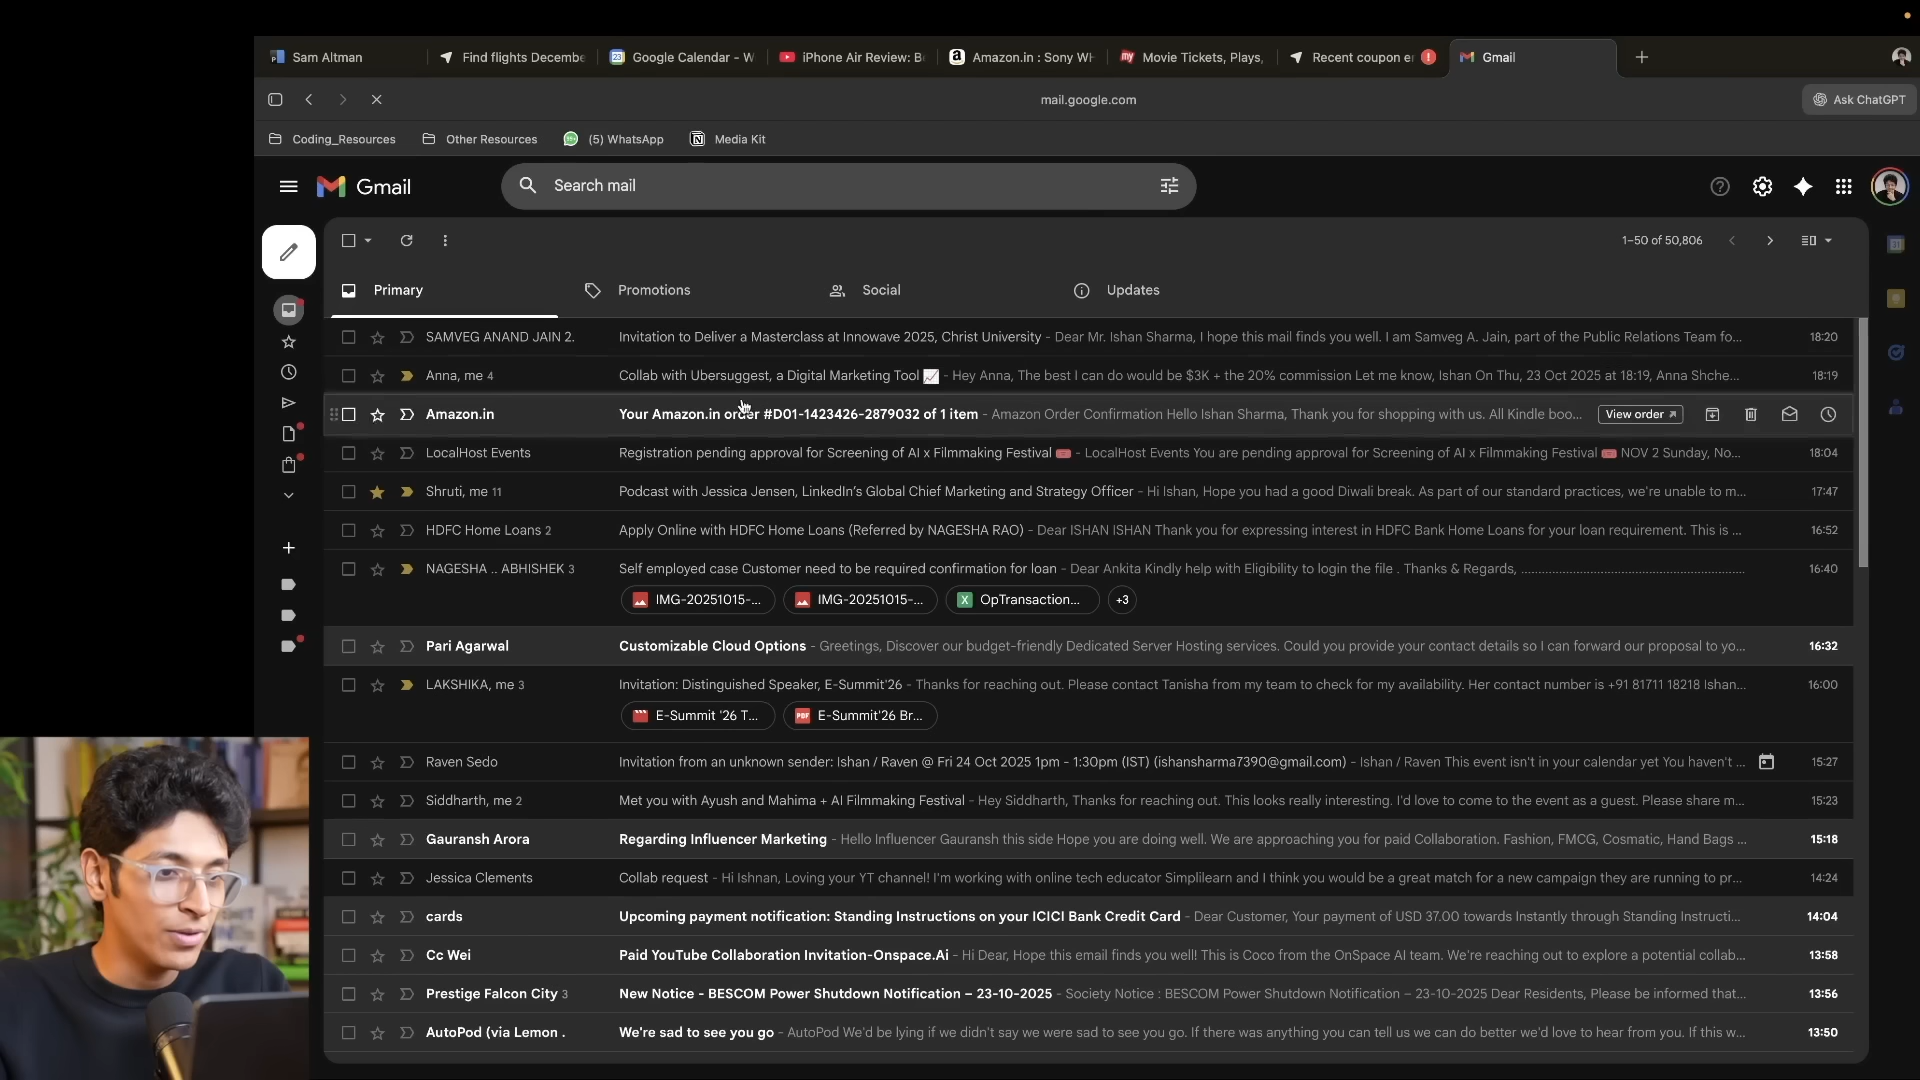 Sam Altman
Find flights Decembe
Google Calendar - W
iPhone Air Review: B
Amazon.in : Sony WH
Movie Tickets, Plays,
Recent coupon e
Gmail
mail.google.com
Ask ChatGPT
Coding_Resources
Other Resources
(5) WhatsApp
Media Kit
Gmail
Search mail
1–50 of 50,806
Primary
Promotions
Social
Updates
SAMVEG ANAND JAIN 2. Invitation to Deliver a Masterclass at Innowave 2025, Christ University - Dear Mr. Ishan Sharma, I hope this mail finds you well. I am Samveg A. Jain, part of the Public Relations Team fo... 18:20
Anna, me 4 Collab with Ubersuggest, a Digital Marketing Tool 📈 - Hey Anna, The best I can do would be $3K + the 20% commission Let me know, Ishan On Thu, 23 Oct 2025 at 18:19, Anna Shche... 18:19
Amazon.in Your Amazon.in order #D01-1423426-2879032 of 1 item - Amazon Order Confirmation Hello Ishan Sharma, Thank you for shopping with us. All Kindle boo... View order
LocalHost Events Registration pending approval for Screening of AI x Filmmaking Festival 🎟️ - LocalHost Events You are pending approval for Screening of AI x Filmmaking Festival 🎟️ NOV 2 Sunday, No... 18:04
Shruti, me 11 Podcast with Jessica Jensen, LinkedIn's Global Chief Marketing and Strategy Officer - Hi Ishan, Hope you had a good Diwali break. As part of our standard practices, we're unable to m... 17:47
HDFC Home Loans 2 Apply Online with HDFC Home Loans (Referred by NAGESHA RAO) - Dear ISHAN ISHAN Thank you for expressing interest in HDFC Bank Home Loans for your loan requirement. This is ... 16:52
NAGESHA .. ABHISHEK 3 Self employed case Customer need to be required confirmation for loan - Dear Ankita Kindly help with Eligibility to login the file . Thanks & Regards, ........................ 16:40
IMG-20251015-... IMG-20251015-... OpTransaction... +3
Pari Agarwal Customizable Cloud Options - Greetings, Discover our budget-friendly Dedicated Server Hosting services. Could you provide your contact details so I can forward our proposal to yo... 16:32
LAKSHIKA, me 3 Invitation: Distinguished Speaker, E-Summit'26 - Thanks for reaching out. Please contact Tanisha from my team to check for my availability. Her contact number is +91 81711 18218 Ishan... 16:00
E-Summit '26 T... PDF E-Summit'26 Br...
Raven Sedo Invitation from an unknown sender: Ishan / Raven @ Fri 24 Oct 2025 1pm - 1:30pm (IST) (ishansharma7390@gmail.com) - Ishan / Raven This event isn't in your calendar yet You haven't ... 15:27
Siddharth, me 2 Met you with Ayush and Mahima + AI Filmmaking Festival - Hey Siddharth, Thanks for reaching out. This looks really interesting. I'd love to come to the event as a guest. Please share m... 15:23
Gauransh Arora Regarding Influencer Marketing - Hello Influencer Gauransh this side Hope you are doing well. We are approaching you for paid Collaboration. Fashion, FMCG, Cosmatic, Hand Bags ... 15:18
Jessica Clements Collab request - Hi Ishnan, Loving your YT channel! I'm working with online tech educator Simplilearn and I think you would be a great match for a new campaign they are running to pr... 14:24
cards Upcoming payment notification: Standing Instructions on your ICICI Bank Credit Card - Dear Customer, Your payment of USD 37.00 towards Instantly through Standing Instructi... 14:04
Cc Wei Paid YouTube Collaboration Invitation-Onspace.Ai - Hi Dear, Hope this email finds you well! This is Coco from the OnSpace AI team. We're reaching out to explore a potential collab... 13:58
Prestige Falcon City 3 New Notice - BESCOM Power Shutdown Notification – 23-10-2025 - Society Notice : BESCOM Power Shutdown Notification – 23-10-2025 Dear Residents, Please be informed that... 13:56
AutoPod (via Lemon . We're sad to see you go - AutoPod We'd be lying if we didn't say we were sad to see you go. If there was anything you can tell us we can do better we'd love to hear from you. If this w... 13:50